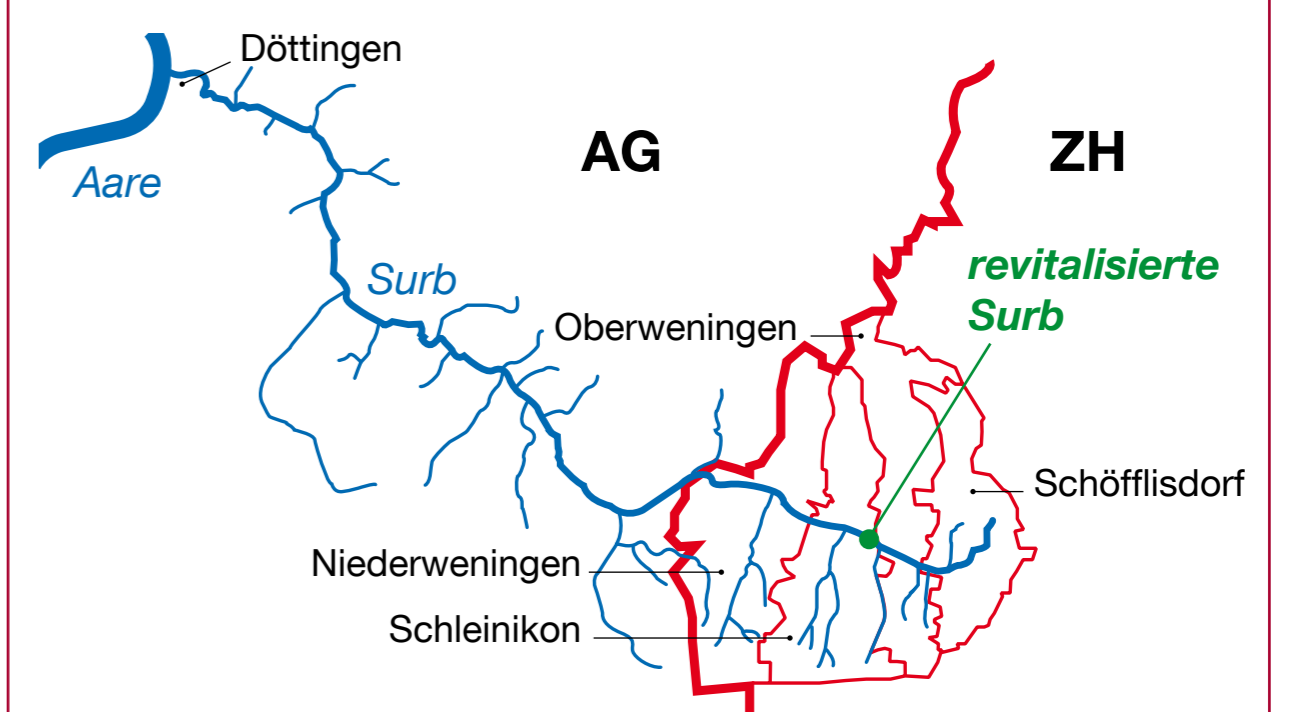 Döttingen
AG
ZH
Aare
revitalisierte
Surb
Surb
Oberweningen
Schöfflisdorf
Niederweningen
Schleinikon